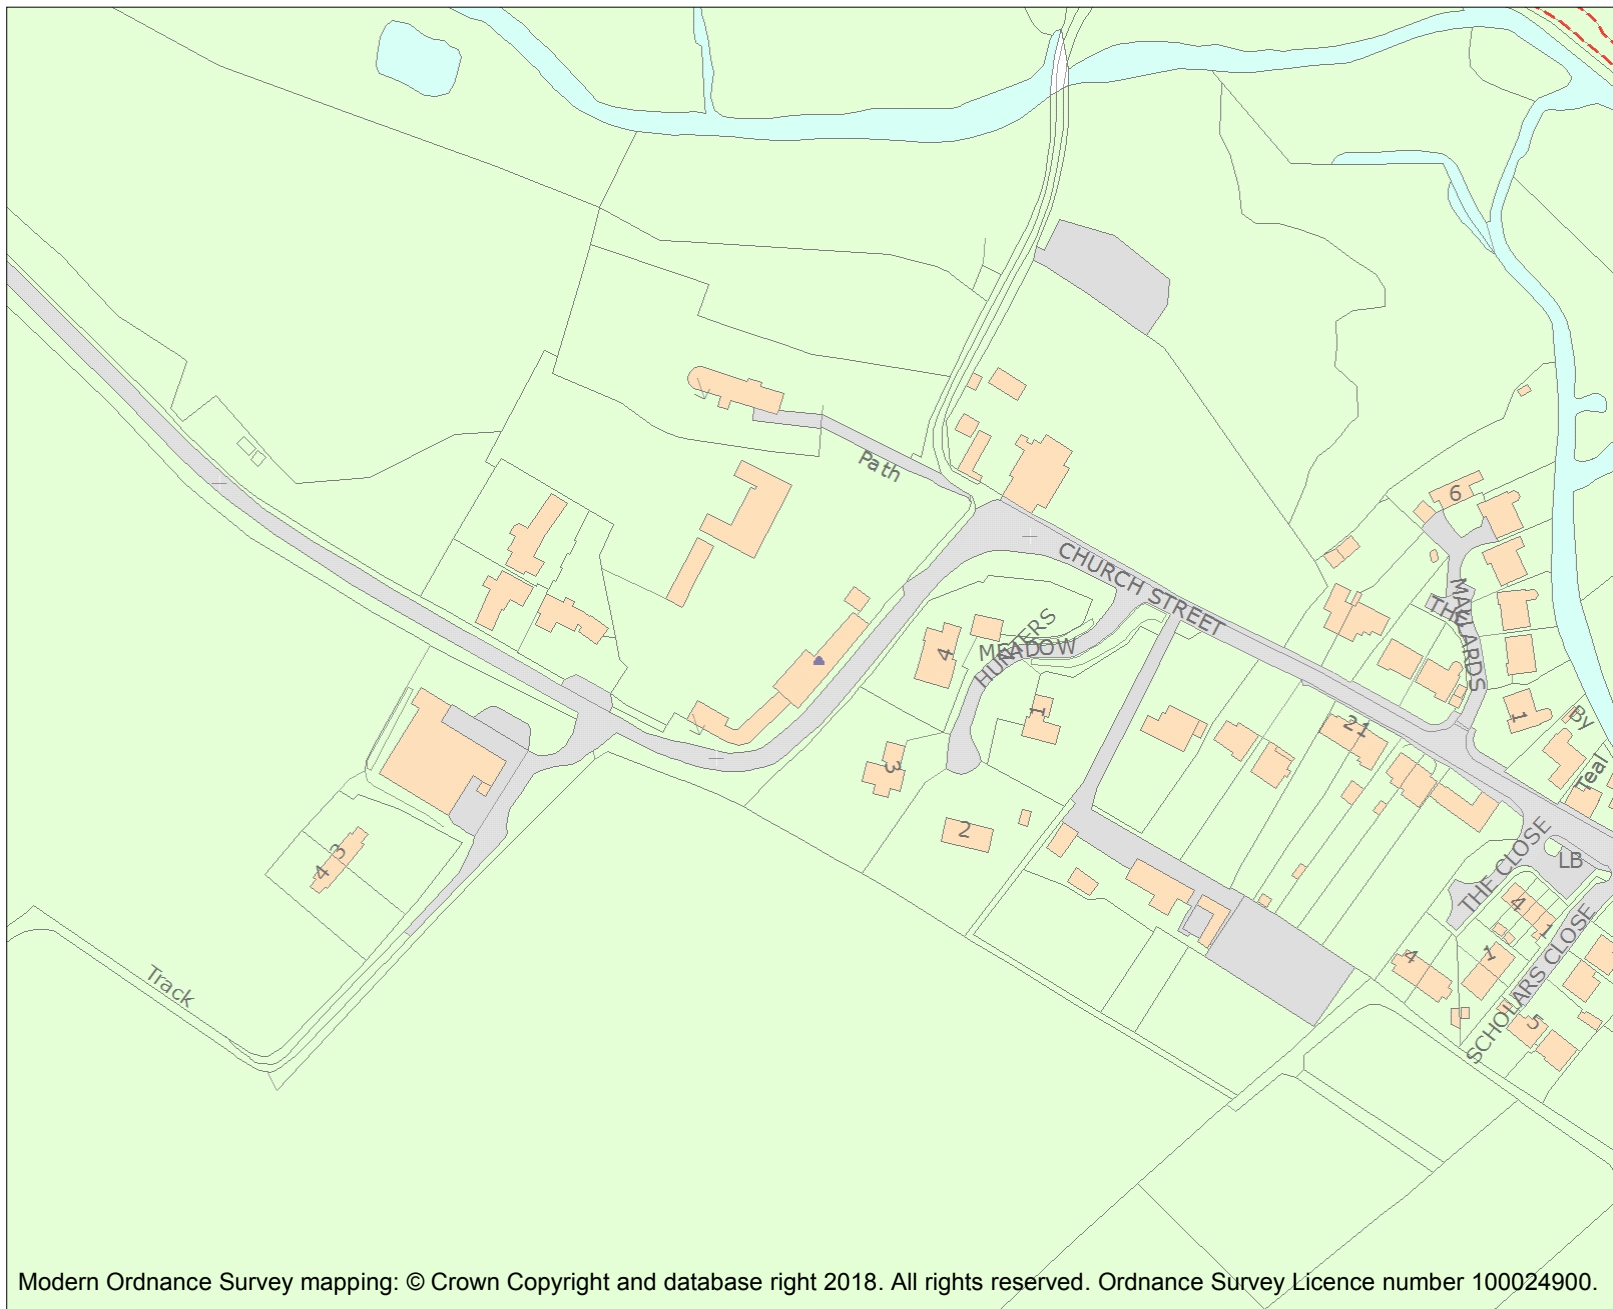 Path
CHURCH STREET
6
THE
MALLARDS
4
HUNTERS
MEADOW
1
1
21
By
Teal
3
2
THE CLOSE
LB
4 3
4
1
4
1
SCHOLARS CLOSE
5
Track
Modern Ordnance Survey mapping: © Crown Copyright and database right 2018. All rights reserved. Ordnance Survey Licence number 100024900.